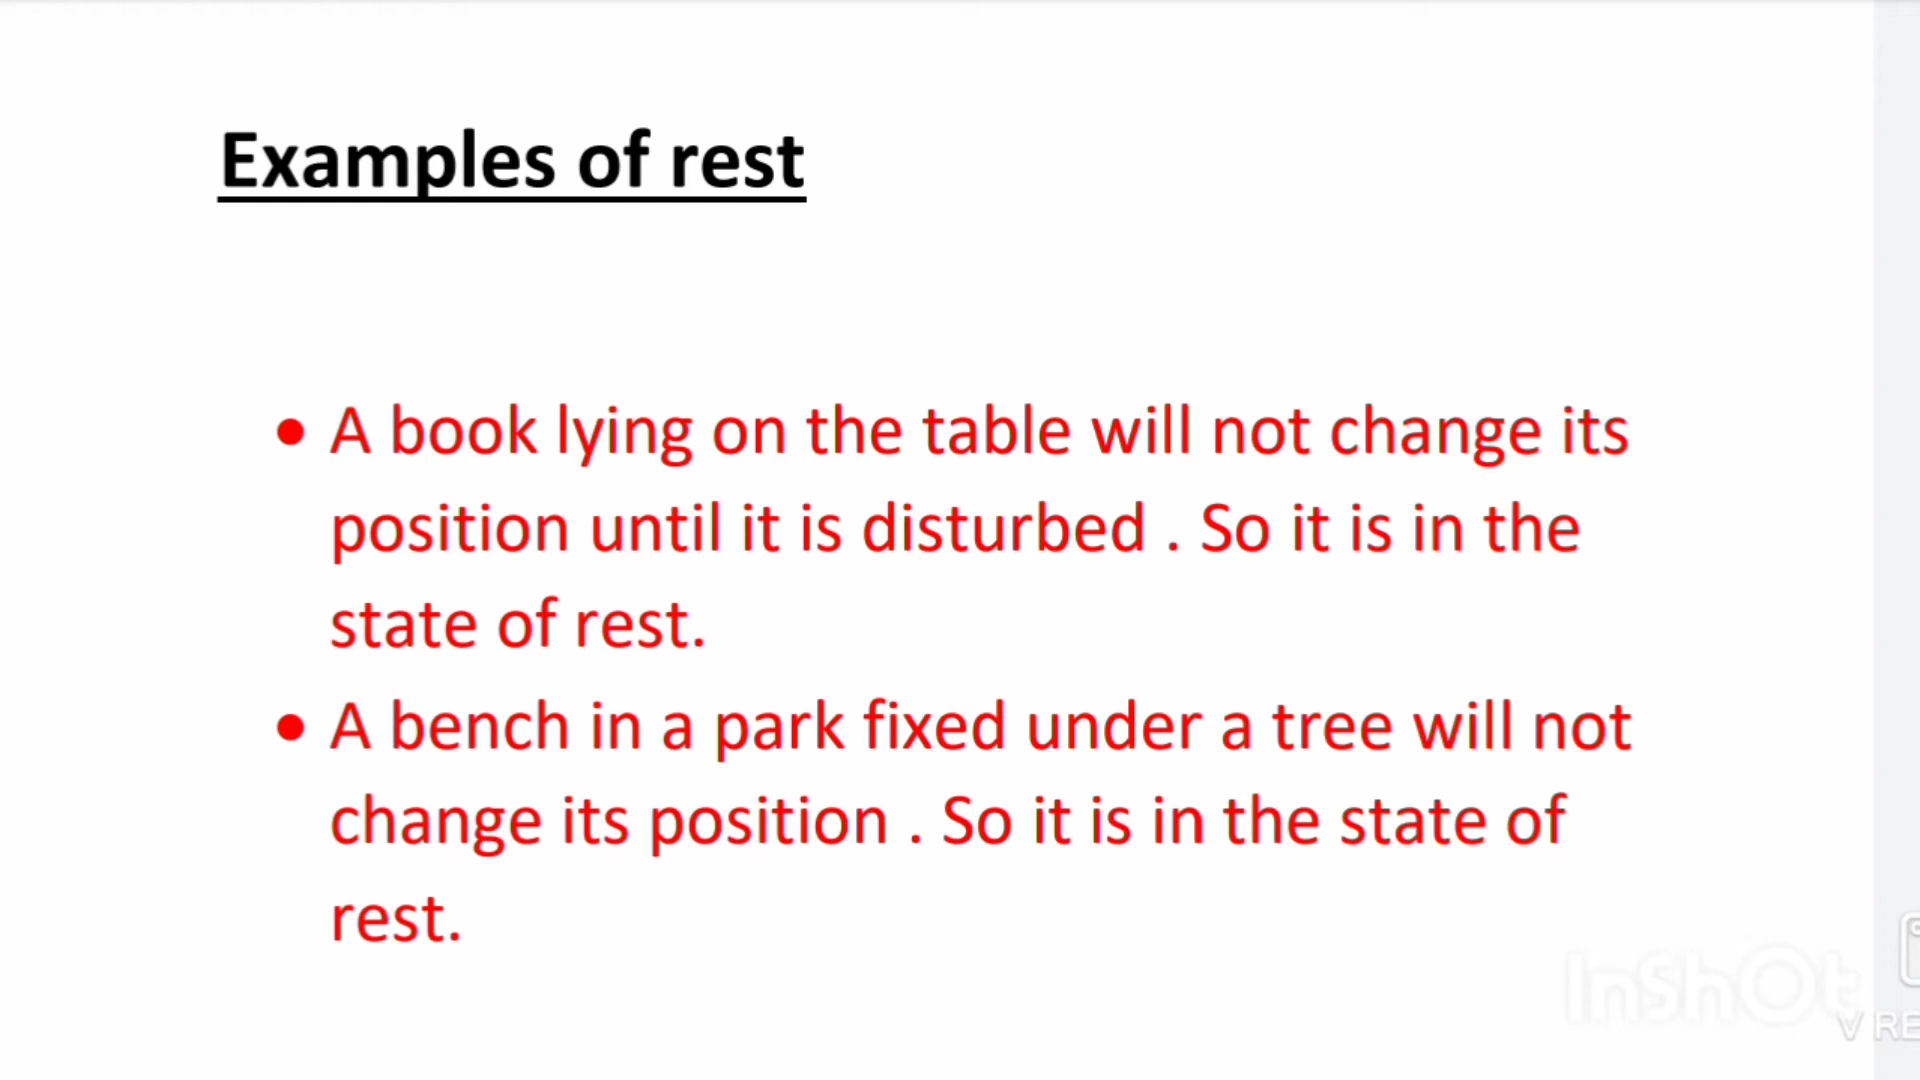 Examples of rest
• A book lying on the table will not change its
position until it is disturbed . So it is in the
state of rest.
• A bench in a park fixed under a tree will not
change its position . So it is in the state of
rest.
InShOt
V RE